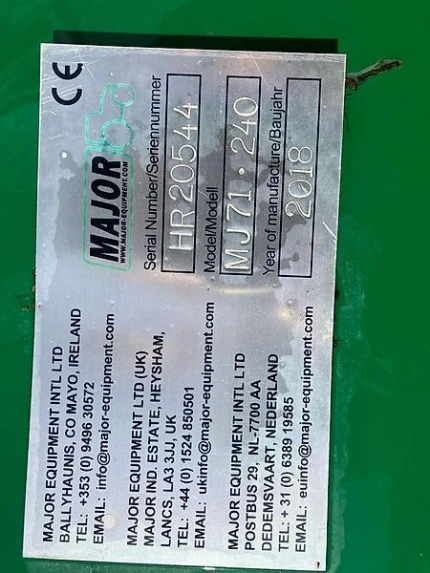 MAJOR EQUIPMENT INTL LTD
BALLYHAUNIS, CO MAYO, IRELAND
TEL: +353 (0) 9496 30572
EMAIL: info@major-equipment.com
MAJOR EQUIPMENT LTD (UK)
MAJOR IND. ESTATE, HEYSHAM,
LANCS, LA3 3JJ, UK
TEL: +44 (0) 1524 850501
EMAIL: ukinfo@major-equipment.com
MAJOR EQUIPMENT INTL LTD
POSTBUS 29, NL-7700 AA
DEDEMSVAART, NEDERLAND
TEL: + 31 (0) 6389 19585
EMAIL: euinfo@major-equipment.com
CE
MAJOR
WWW.MAJOR-EQUIPMENT.COM
Serial Number/Seriennummer
HR20544
Model/Modell
MJ71·240
Year of manufacture/Baujahr
2018